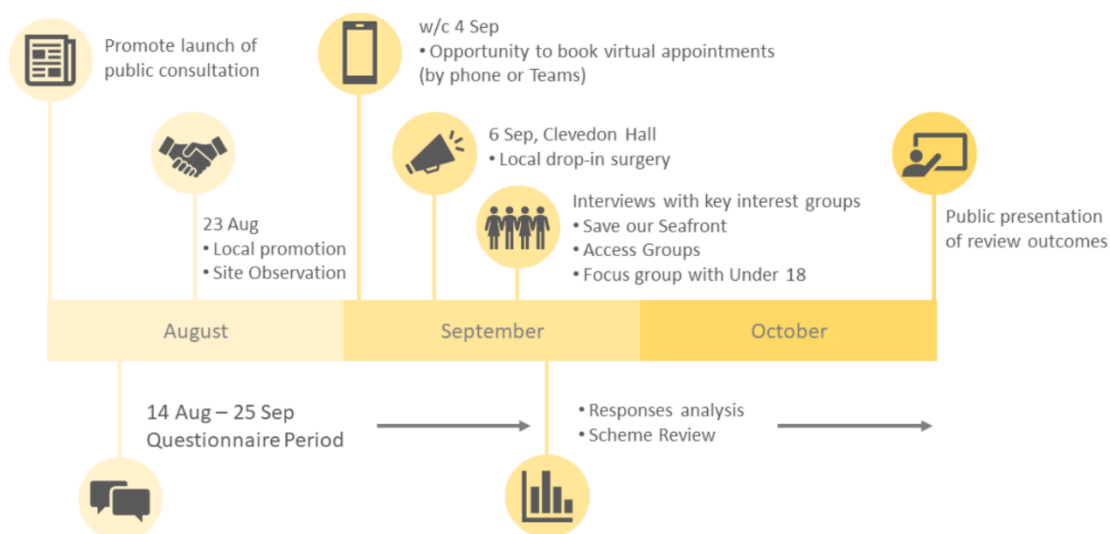 Promote launch of
public consultation
w/c 4 Sep
• Opportunity to book virtual appointments
(by phone or Teams)
6 Sep, Clevedon Hall
• Local drop-in surgery
23 Aug
• Local promotion
• Site Observation
Interviews with key interest groups
• Save our Seafront
• Access Groups
• Focus group with Under 18
Public presentation
of review outcomes
August
September
October
14 Aug – 25 Sep
Questionnaire Period
• Responses analysis
• Scheme Review